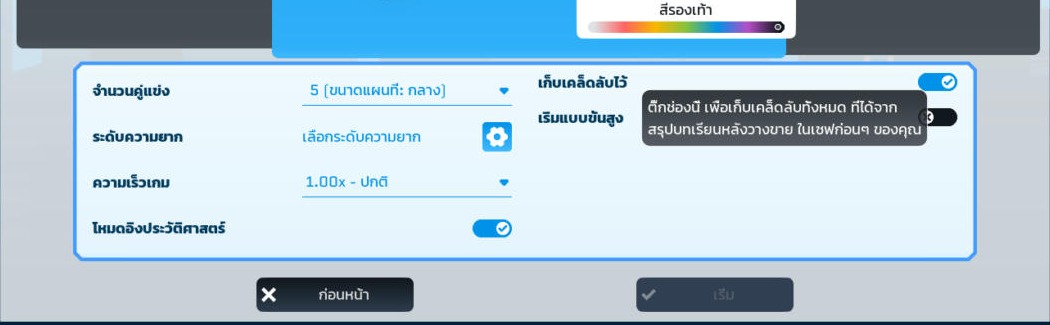 สีรองเท้า
จำนวนคู่แข่ง
5 (ขนาดแผนที่: กลาง)
ระดับความยาก
เลือกระดับความยาก
ความเร็วเกม
1.00x - ปกติ
โหมดอิงประวัติศาสตร์
เก็บเคล็ดลับไว้
เริ่มแบบขั้นสูง
ติ๊กช่องนี้ เพื่อเก็บเคล็ดลับทั้งหมด ที่ได้จาก
สรุปบทเรียนหลังวางขาย ในเซฟก่อนๆ ของคุณ
ก่อนหน้า
เริ่ม